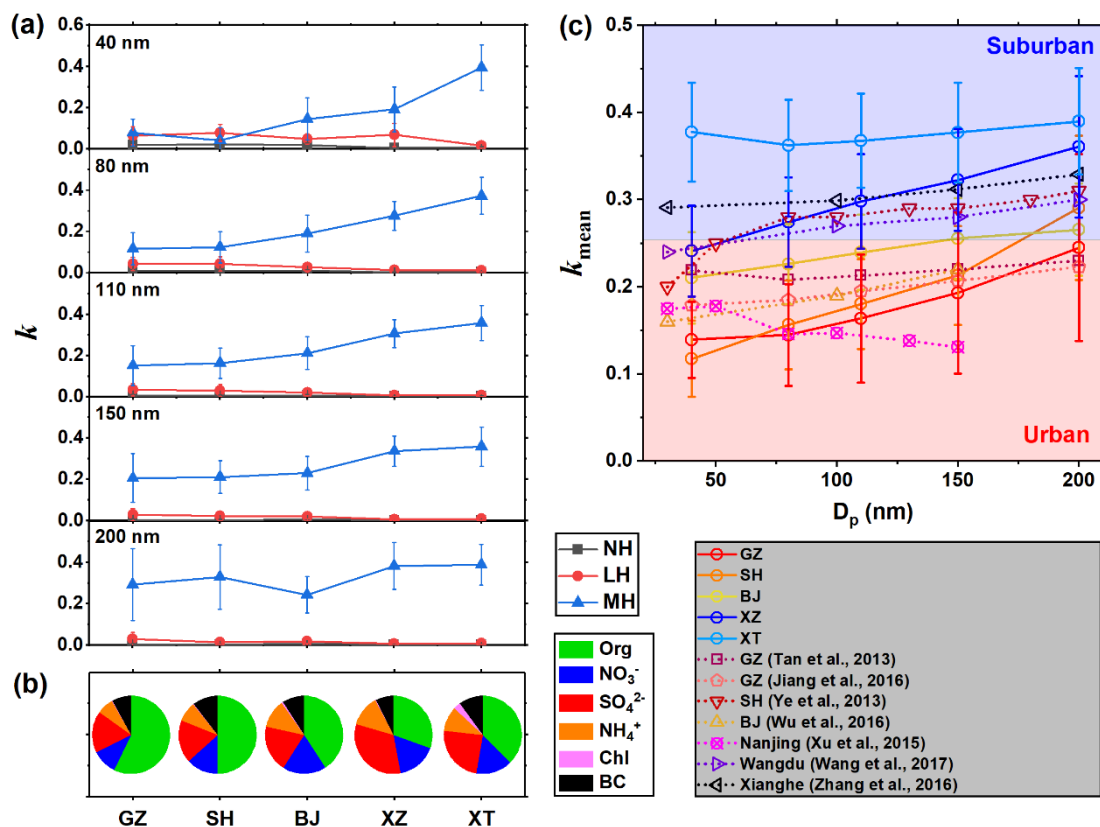 (a)
40 nm
0.6
0.4
0.2
0.0
80 nm
0.4
0.2
0.0
110 nm
0.4
0.2
0.0
150 nm
0.4
0.2
0.0
200 nm
0.4
0.2
0.0
k
(b)
GZ SH BJ XZ XT
NH
LH
MH
Org
NO₃⁻
SO₄²⁻
NH₄⁺
Chl
BC
(c)
Suburban
Urban
0.5
0.4
0.3
0.2
0.1
0.0
kmean
50 100 150 200
Dₚ (nm)
GZ
SH
BJ
XZ
XT
GZ (Tan et al., 2013)
GZ (Jiang et al., 2016)
SH (Ye et al., 2013)
BJ (Wu et al., 2016)
Nanjing (Xu et al., 2015)
Wangdu (Wang et al., 2017)
Xianghe (Zhang et al., 2016)